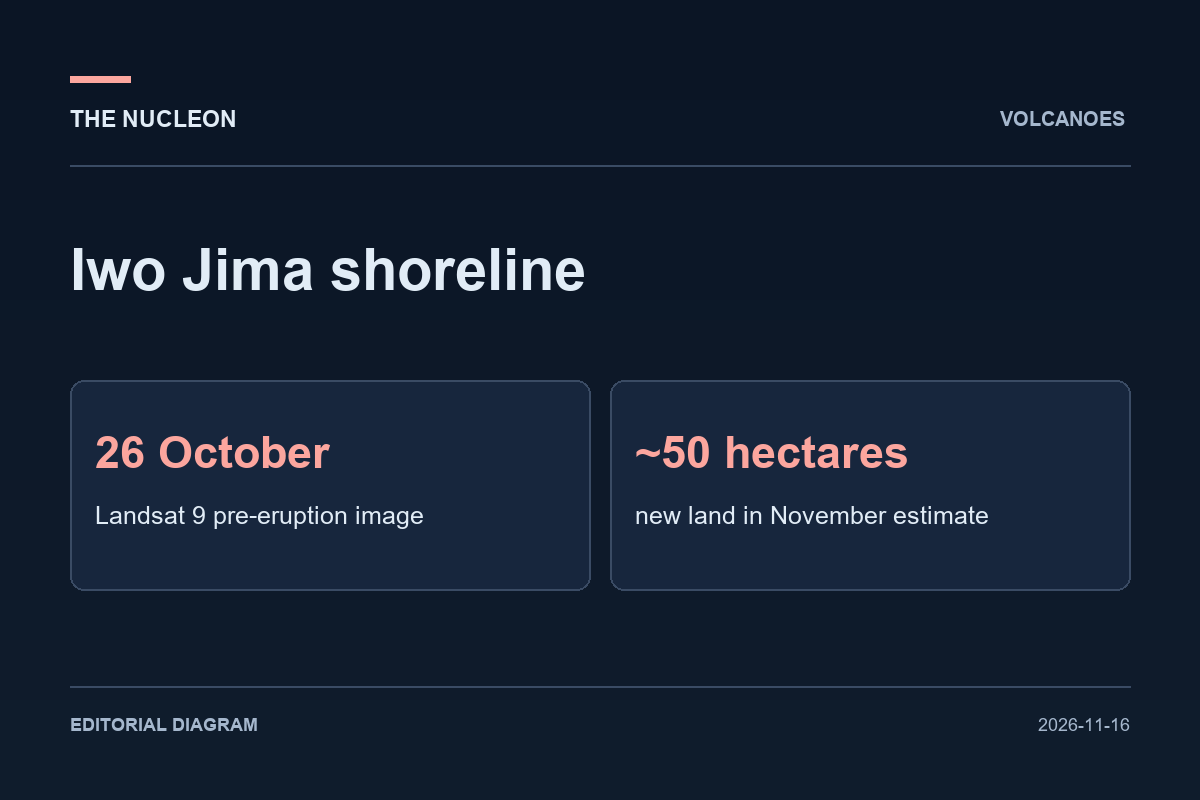 THE NUCLEON
VOLCANOES
Iwo Jima shoreline
26 October
Landsat 9 pre-eruption image
~50 hectares
new land in November estimate
EDITORIAL DIAGRAM
2026-11-16